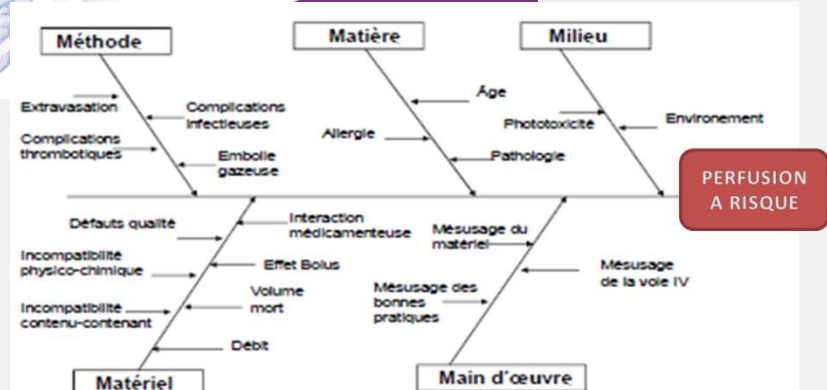 Méthode
Matière
Milieu
Extravasation
Complications
infectieuses
Complications
thrombotiques
Embolie
gazeuse
Âge
Allergie
Pathologie
Phototoxicité
Environement
PERFUSION
A RISQUE
Défauts qualité
Interaction
médicamenteuse
Incompatibilité
physico-chimique
Effet Bolus
Incompatibilité
contenu-contenant
Volume
mort
Débit
Mésusage du
matériel
Mésusage
de la voie IV
Mésusage des
bonnes
pratiques
Matériel
Main d'œuvre